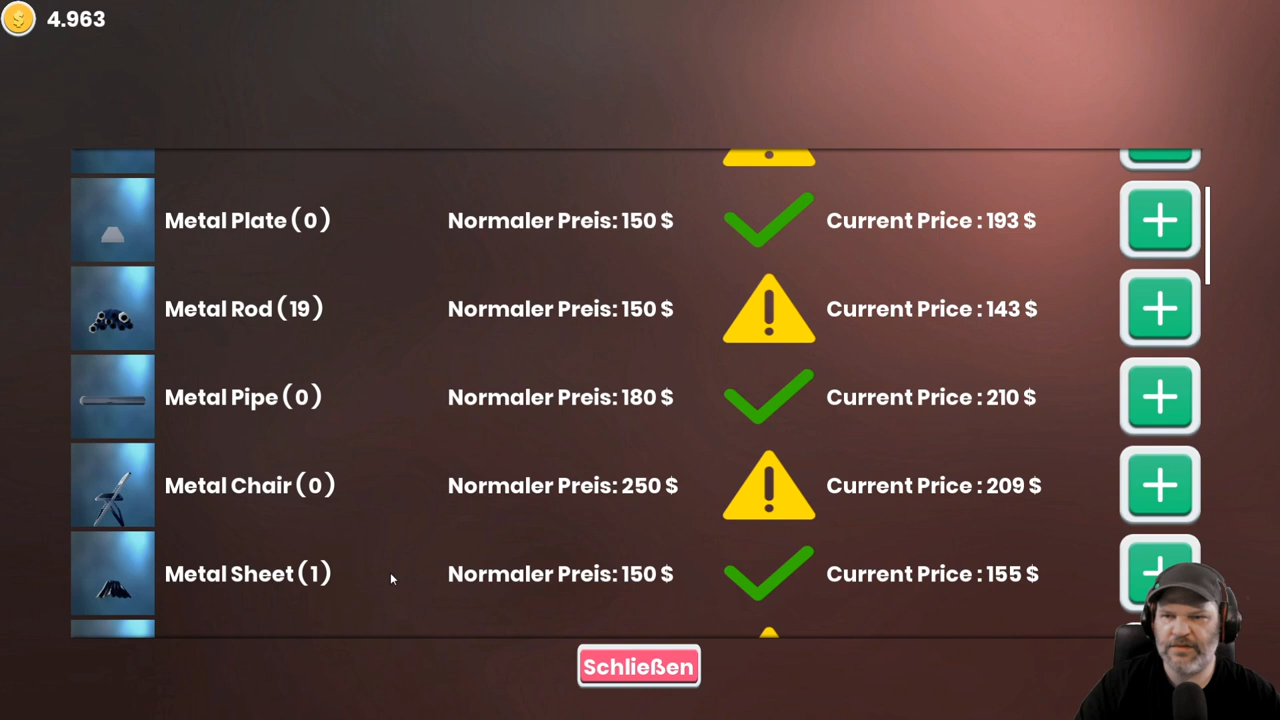 4.963
Metal Plate ( 0 ) Normaler Preis: 150 $ Current Price : 193 $
Metal Rod ( 19 ) Normaler Preis: 150 $ Current Price : 143 $
Metal Pipe ( 0 ) Normaler Preis: 180 $ Current Price : 210 $
Metal Chair ( 0 ) Normaler Preis: 250 $ Current Price : 209 $
Metal Sheet ( 1 ) Normaler Preis: 150 $ Current Price : 155 $
Schließen